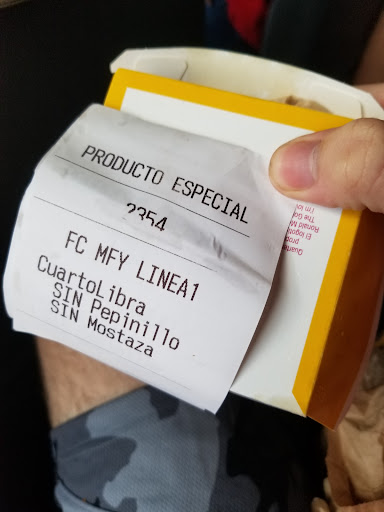 PRODUCTO ESPECIAL
2354
FC MFY LINEA1
CuartoLibra
SIN Pepinillo
SIN Mostaza